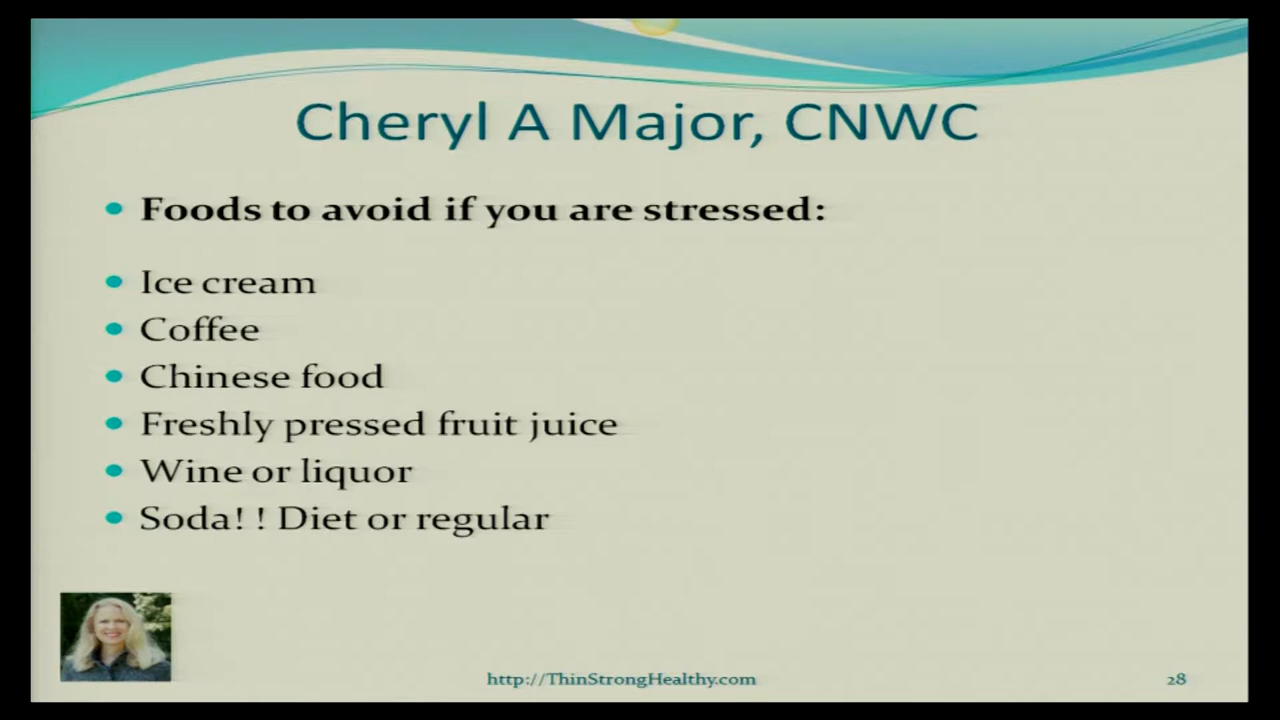 Cheryl A Major, CNWC
Foods to avoid if you are stressed:
Ice cream
Coffee
Chinese food
Freshly pressed fruit juice
Wine or liquor
Soda! ! Diet or regular
http://ThinStrongHealthy.com
28